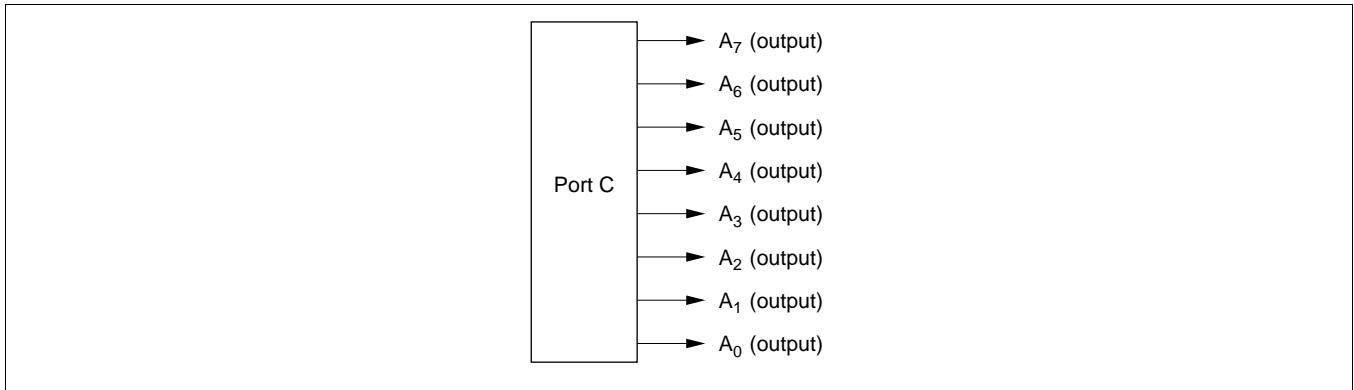 A7 (output)
A6 (output)
A5 (output)
A4 (output)
Port C
A3 (output)
A2 (output)
A1 (output)
A0 (output)